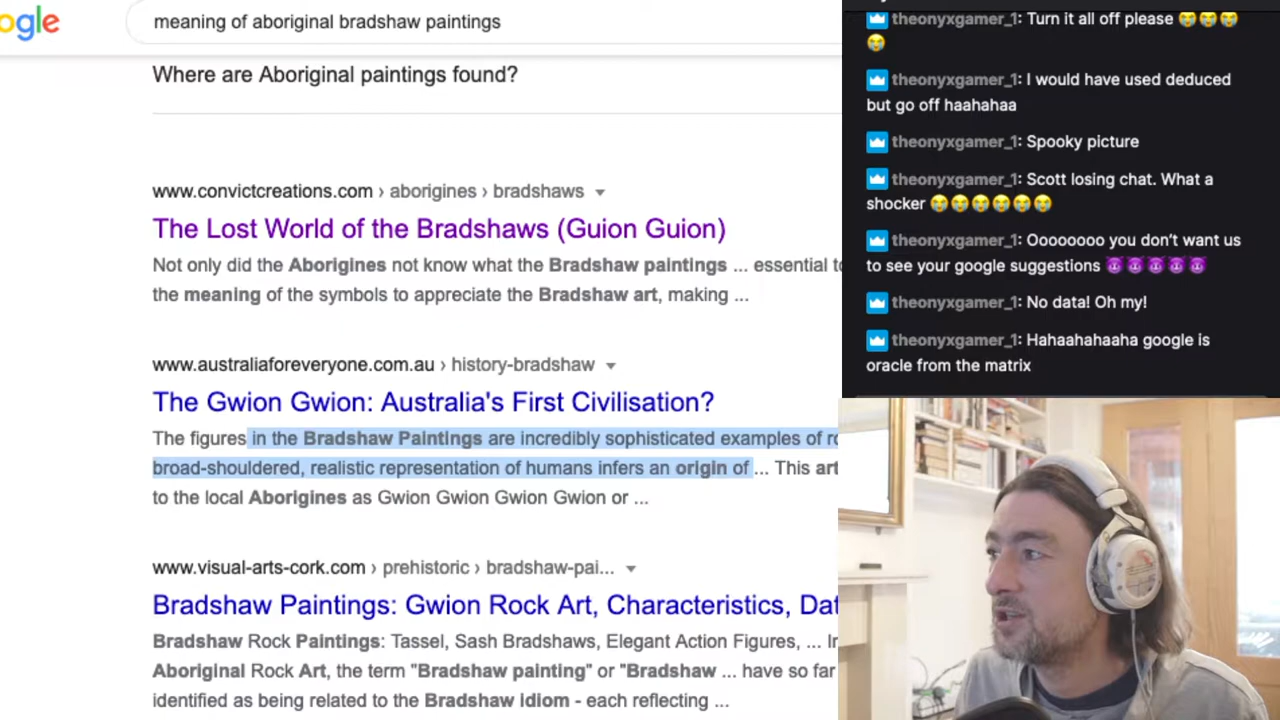 ogle
meaning of aboriginal bradshaw paintings
Where are Aboriginal paintings found?
www.convictcreations.com › aborigines › bradshaws
The Lost World of the Bradshaws (Guion Guion)
Not only did the Aborigines not know what the Bradshaw paintings ... essential to
the meaning of the symbols to appreciate the Bradshaw art, making ...
www.australiaforeveryone.com.au › history-bradshaw
The Gwion Gwion: Australia's First Civilisation?
The figures in the Bradshaw Paintings are incredibly sophisticated examples of
broad-shouldered, realistic representation of humans infers an origin of ... This art
to the local Aborigines as Gwion Gwion Gwion Gwion or ...
www.visual-arts-cork.com › prehistoric › bradshaw-pai...
Bradshaw Paintings: Gwion Rock Art, Characteristics, Dat
Bradshaw Rock Paintings: Tassel, Sash Bradshaws, Elegant Action Figures, ... In
Aboriginal Rock Art, the term "Bradshaw painting" or "Bradshaw ... have so far
identified as being related to the Bradshaw idiom - each reflecting ...
theonyxgamer_1: Turn it all off please 😭😭😭
😭
theonyxgamer_1: I would have used deduced
but go off haahahaa
theonyxgamer_1: Spooky picture
theonyxgamer_1: Scott losing chat. What a
shocker 😭😭😭😭😭😭
theonyxgamer_1: Oooooooo you don't want us
to see your google suggestions 😈😈😈😈😈
theonyxgamer_1: No data! Oh my!
theonyxgamer_1: Hahaahahaaha google is
oracle from the matrix